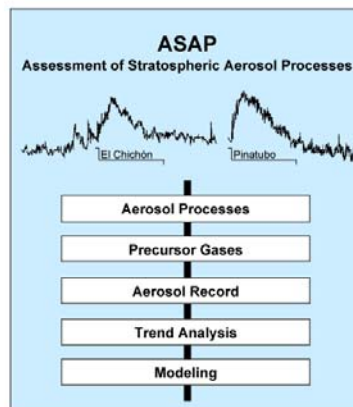 ASAP
Assessment of Stratospheric Aerosol Processes
El Chichón Pinatubo
Aerosol Processes
Precursor Gases
Aerosol Record
Trend Analysis
Modeling